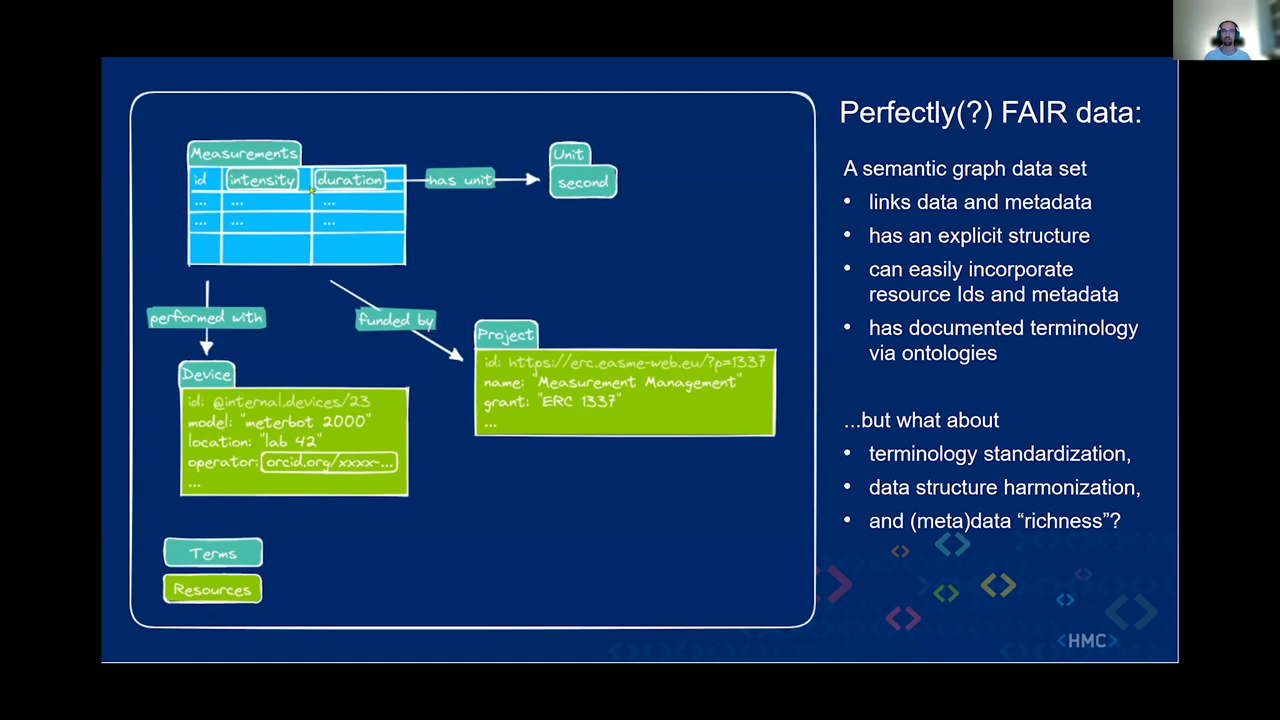 Measurements
id intensity duration
... ... ...
... ... ...
has unit
Unit
second
performed with
funded by
Device
id: @internal.devices/23
model: "meterbot 2000"
location: "lab 42"
operator: orcid.org/xxxx-...
...
Project
id: https://erc.easme-web.eu/?p=1337
name: "Measurement Management"
grant: "ERC 1337"
...
Terms
Resources
Perfectly(?) FAIR data:
A semantic graph data set
• links data and metadata
• has an explicit structure
• can easily incorporate
resource Ids and metadata
• has documented terminology
via ontologies
...but what about
• terminology standardization,
• data structure harmonization,
• and (meta)data “richness”?
<HMC>